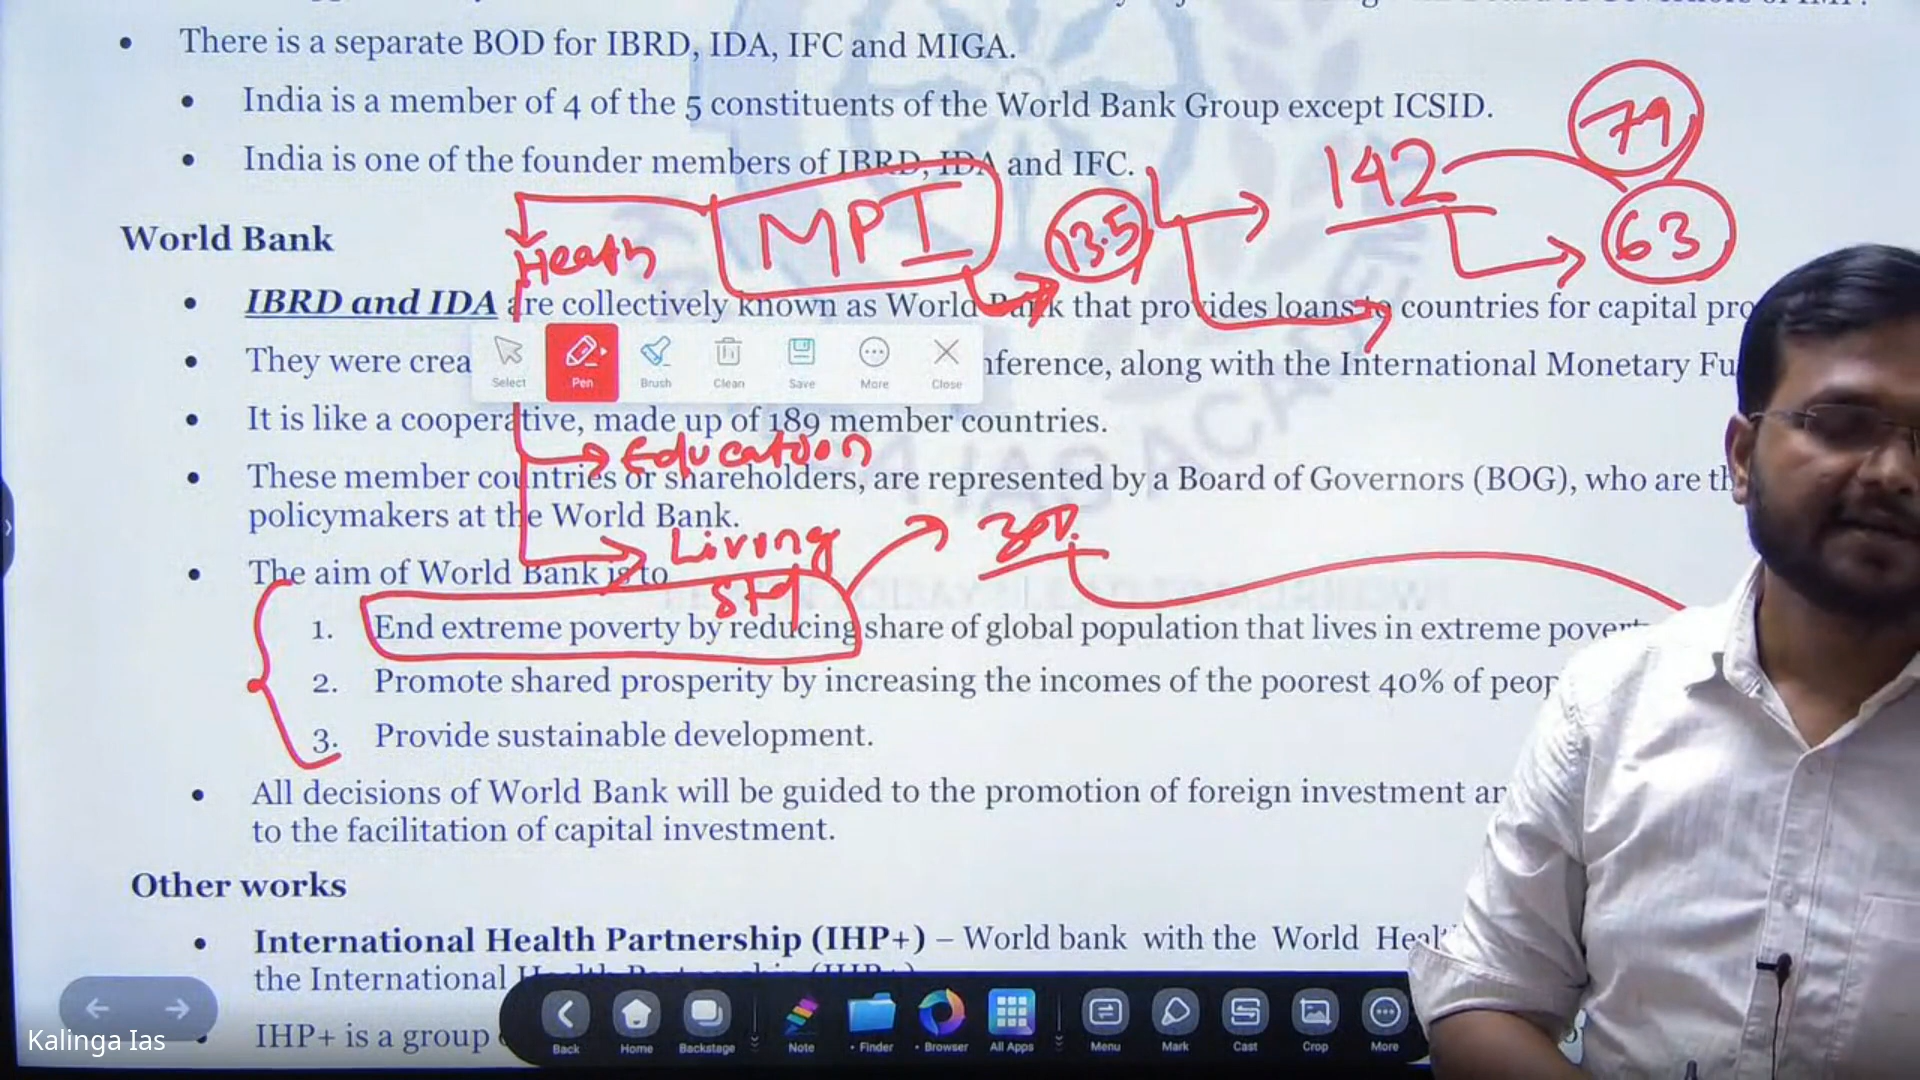 There is a separate BOD for IBRD, IDA, IFC and MIGA.
India is a member of 4 of the 5 constituents of the World Bank Group except ICSID.
79
142
India is one of the founder members of IBRD, IDA and IFC.
MPI
13.5
63
World Bank
Heath
IBRD and IDA are collectively known as World Bank that provides loans to countries for capital pro
They were crea
nference, along with the International Monetary Fu
Select
Pen
Brush
Clean
Save
More
Close
It is like a cooperative, made up of 189 member countries.
Education
These member countries or shareholders, are represented by a Board of Governors (BOG), who are th
policymakers at the World Bank.
Living
The aim of World Bank is to
1. End extreme poverty by reducing share of global population that lives in extreme povert
2. Promote shared prosperity by increasing the incomes of the poorest 40% of peop
3. Provide sustainable development.
All decisions of World Bank will be guided to the promotion of foreign investment an
to the facilitation of capital investment.
Other works
International Health Partnership (IHP+) – World bank with the World Healt
the International Health Partnership (IHP+)
IHP+ is a group
Kalinga Ias
Back
Home
Backstage
Note
Finder
Browser
All Apps
Menu
Mark
Cast
Crop
More